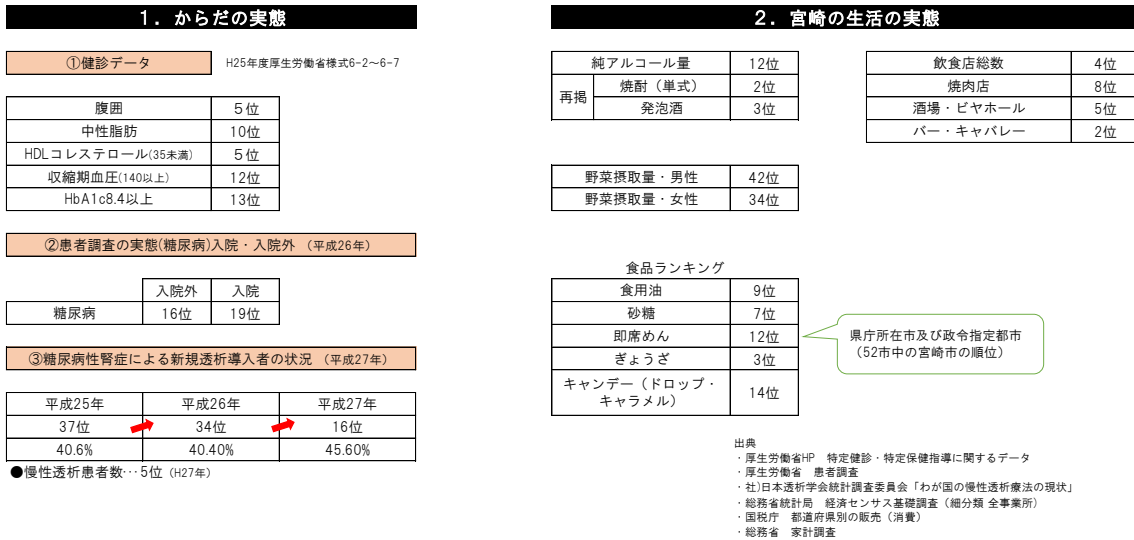 1．からだの実態
①健診データ H25年度厚生労働省様式6-2～6-7
腹囲 5位
中性脂肪 10位
HDLコレステロール(35未満) 5位
収縮期血圧(140以上) 12位
HbA1c8.4以上 13位
②患者調査の実態(糖尿病)入院・入院外 （平成26年）
入院外 入院
糖尿病 16位 19位
③糖尿病性腎症による新規透析導入者の状況 （平成27年）
平成25年 平成26年 平成27年
37位 34位 16位
40.6% 40.40% 45.60%
●慢性透析患者数…5位（H27年）
2．宮崎の生活の実態
純アルコール量 12位
再掲 焼酎（単式） 2位
発泡酒 3位
飲食店総数 4位
焼肉店 8位
酒場・ビヤホール 5位
バー・キャバレー 2位
野菜摂取量・男性 42位
野菜摂取量・女性 34位
食品ランキング
食用油 9位
砂糖 7位
即席めん 12位
ぎょうざ 3位
キャンデー（ドロップ・
キャラメル） 14位
県庁所在市及び政令指定都市
（52市中の宮崎市の順位）
出典
・厚生労働省HP 特定健診・特定保健指導に関するデータ
・厚生労働省 患者調査
・社)日本透析学会統計調査委員会「わが国の慢性透析療法の現状」
・総務省統計局 経済センサス基礎調査（細分類 全事業所）
・国税庁 都道府県別の販売（消費）
・総務省 家計調査